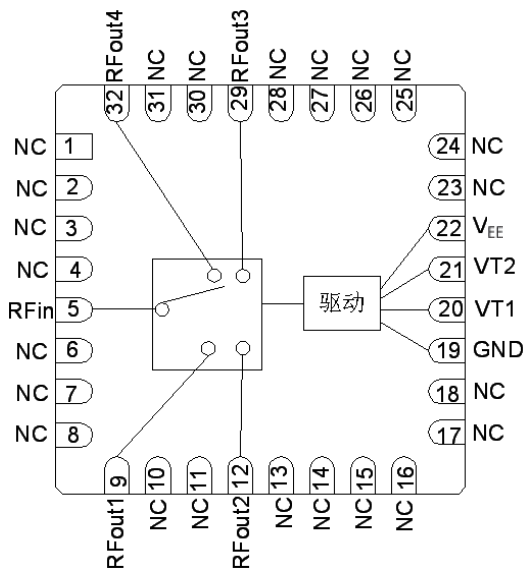 RFout4
NC
NC
RFout3
NC
NC
NC
NC
32
31
30
29
28
27
26
25
NC 1
NC 2
NC 3
NC 4
RFin 5
NC 6
NC 7
NC 8
驱动
24 NC
23 NC
22 VEE
21 VT2
20 VT1
19 GND
18 NC
17 NC
9
10
11
12
13
14
15
16
RFout1
NC
NC
RFout2
NC
NC
NC
NC